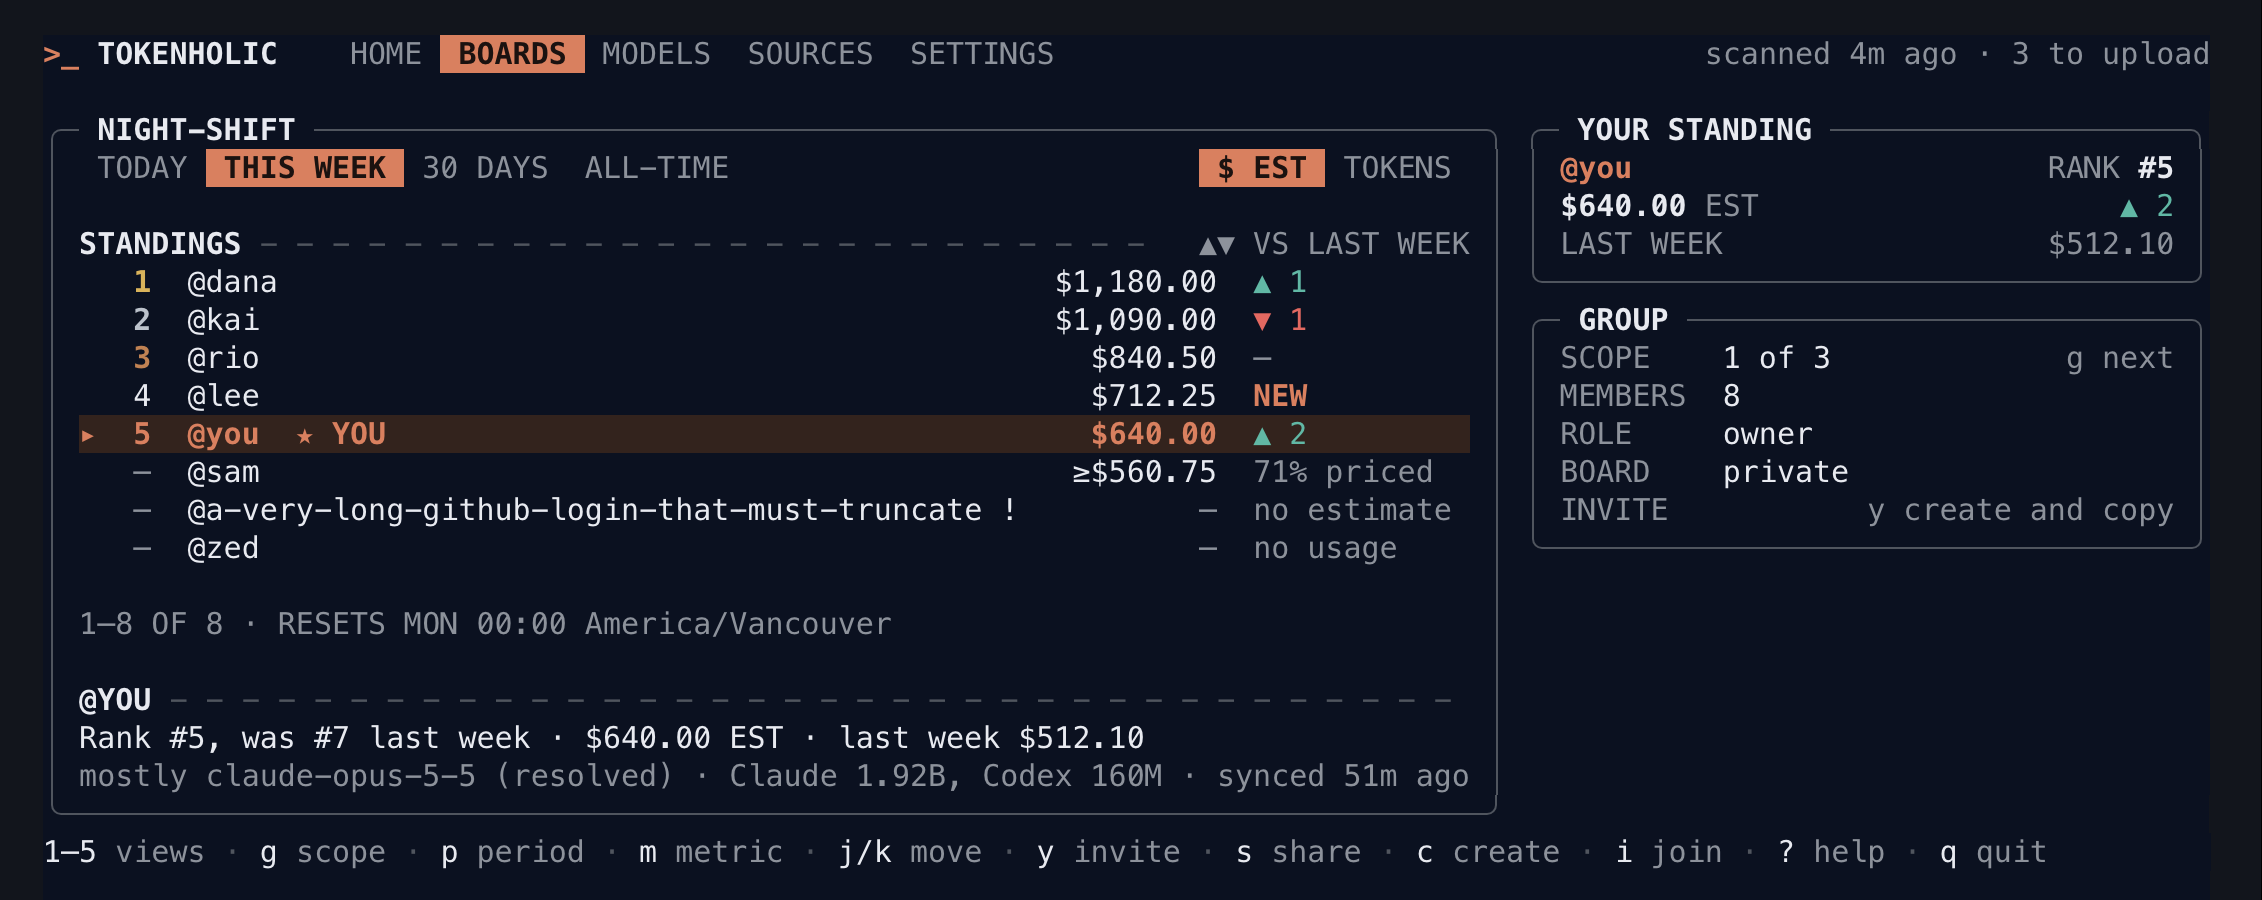 >_ TOKENHOLIC HOME BOARDS MODELS SOURCES SETTINGS scanned 4m ago · 3 to upload
NIGHT-SHIFT
TODAY THIS WEEK 30 DAYS ALL-TIME $ EST TOKENS
STANDINGS ▲▼ VS LAST WEEK
1 @dana $1,180.00 ▲ 1
2 @kai $1,090.00 ▼ 1
3 @rio $840.50 —
4 @lee $712.25 NEW
▸ 5 @you ★ YOU $640.00 ▲ 2
— @sam ≥$560.75 71% priced
— @a-very-long-github-login-that-must-truncate ! — no estimate
— @zed — no usage
1–8 OF 8 · RESETS MON 00:00 America/Vancouver
@YOU
Rank #5, was #7 last week · $640.00 EST · last week $512.10
mostly claude-opus-5-5 (resolved) · Claude 1.92B, Codex 160M · synced 51m ago
YOUR STANDING
@you RANK #5
$640.00 EST ▲ 2
LAST WEEK $512.10
GROUP
SCOPE 1 of 3 g next
MEMBERS 8
ROLE owner
BOARD private
INVITE y create and copy
1–5 views · g scope · p period · m metric · j/k move · y invite · s share · c create · i join · ? help · q quit